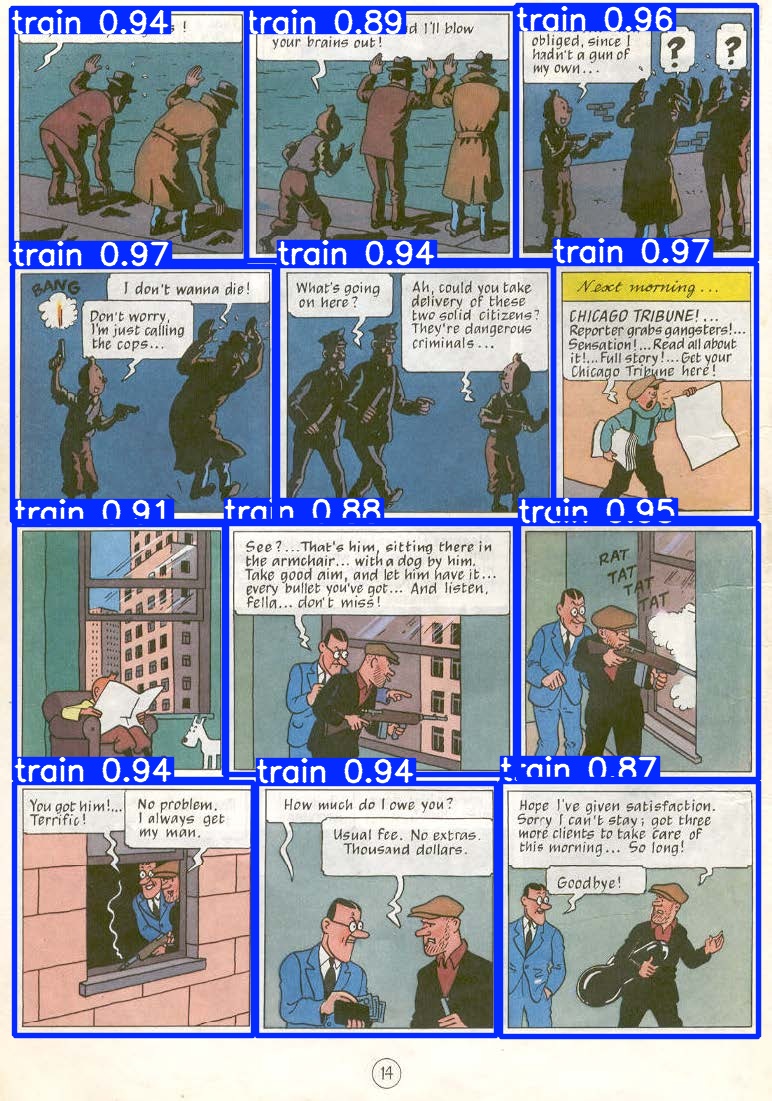 train 0.94
!
train 0.89
d I'll blow
your brains out!
train 0.96
obliged, since I
hadn't a gun of
my own...
?
?
train 0.97
BANG
I don't wanna die!
Don't worry,
I'm just calling
the cops...
train 0.94
What's going
on here?
Ah, could you take
delivery of these
two solid citizens?
They're dangerous
criminals...
train 0.97
Next morning...
CHICAGO TRIBUNE!...
Reporter grabs gangsters!...
Sensation!...Read all about
it!...Full story!...Get your
Chicago Tribune here!
train 0.91
train 0.88
See?...That's him, sitting there in
the armchair... with a dog by him.
Take good aim, and let him have it...
every bullet you've got... And listen,
fella... don't miss!
train 0.95
RAT
TAT
TAT
TAT
train 0.94
You got him!...
Terrific!
No problem.
I always get
my man.
train 0.94
How much do I owe you?
Usual fee. No extras.
Thousand dollars.
train 0.87
Hope I've given satisfaction.
Sorry I can't stay; got three
more clients to take care of
this morning... So long!
Goodbye!
14